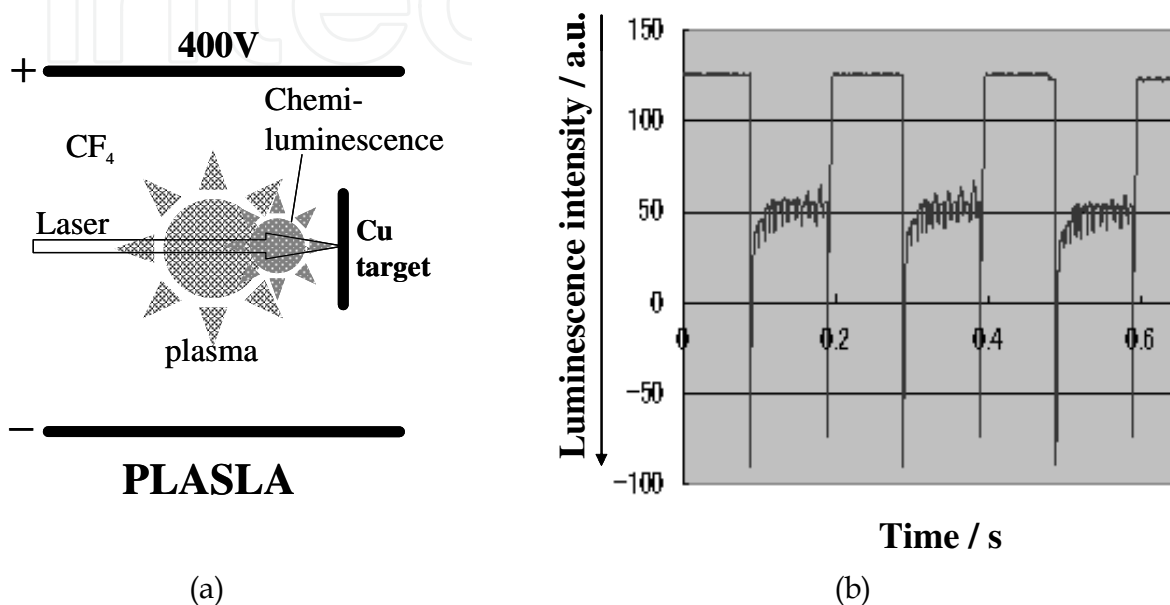 400V
+
Chemi-
luminescence
CF₄
Laser
Cu
target
plasma
−
PLASLA
(a)
Luminescence intensity / a.u.
150
100
50
0
−50
−100
0
0.2
0.4
0.6
Time / s
(b)